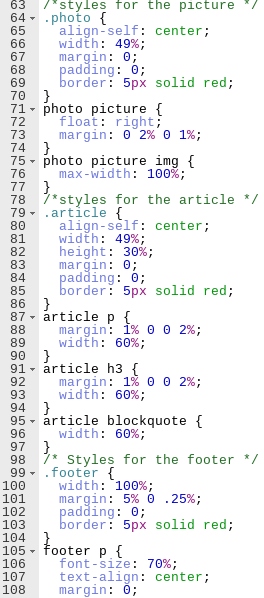 63 /*styles for the picture */
64 .photo {
65 align-self: center;
66 width: 49%;
67 margin: 0;
68 padding: 0;
69 border: 5px solid red;
70 }
71 photo picture {
72 float: right;
73 margin: 0 2% 0 1%;
74 }
75 photo picture img {
76 max-width: 100%;
77 }
78 /*styles for the article */
79 .article {
80 align-self: center;
81 width: 49%;
82 height: 30%;
83 margin: 0;
84 padding: 0;
85 border: 5px solid red;
86 }
87 article p {
88 margin: 1% 0 0 2%;
89 width: 60%;
90 }
91 article h3 {
92 margin: 1% 0 0 2%;
93 width: 60%;
94 }
95 article blockquote {
96 width: 60%;
97 }
98 /* Styles for the footer */
99 .footer {
100 width: 100%;
101 margin: 5% 0 .25%;
102 padding: 0;
103 border: 5px solid red;
104 }
105 footer p {
106 font-size: 70%;
107 text-align: center;
108 margin: 0;